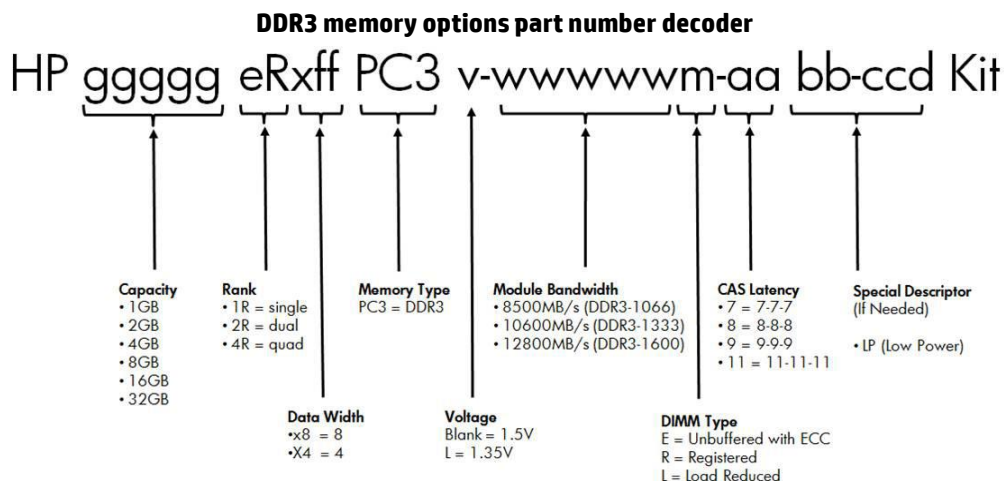 DDR3 memory options part number decoder
HP ggggg eRxff PC3 v-wwwwwm-aa bb-ccd Kit
Capacity
• 1GB
• 2GB
• 4GB
• 8GB
• 16GB
• 32GB
Rank
• 1R = single
• 2R = dual
• 4R = quad
Memory Type
PC3 = DDR3
Module Bandwidth
• 8500MB/s (DDR3-1066)
• 10600MB/s (DDR3-1333)
• 12800MB/s (DDR3-1600)
CAS Latency
• 7 = 7-7-7
• 8 = 8-8-8
• 9 = 9-9-9
• 11 = 11-11-11
Special Descriptor
(If Needed)
• LP (Low Power)
Data Width
•x8 = 8
•X4 = 4
Voltage
Blank = 1.5V
L = 1.35V
DIMM Type
E = Unbuffered with ECC
R = Registered
L = Load Reduced